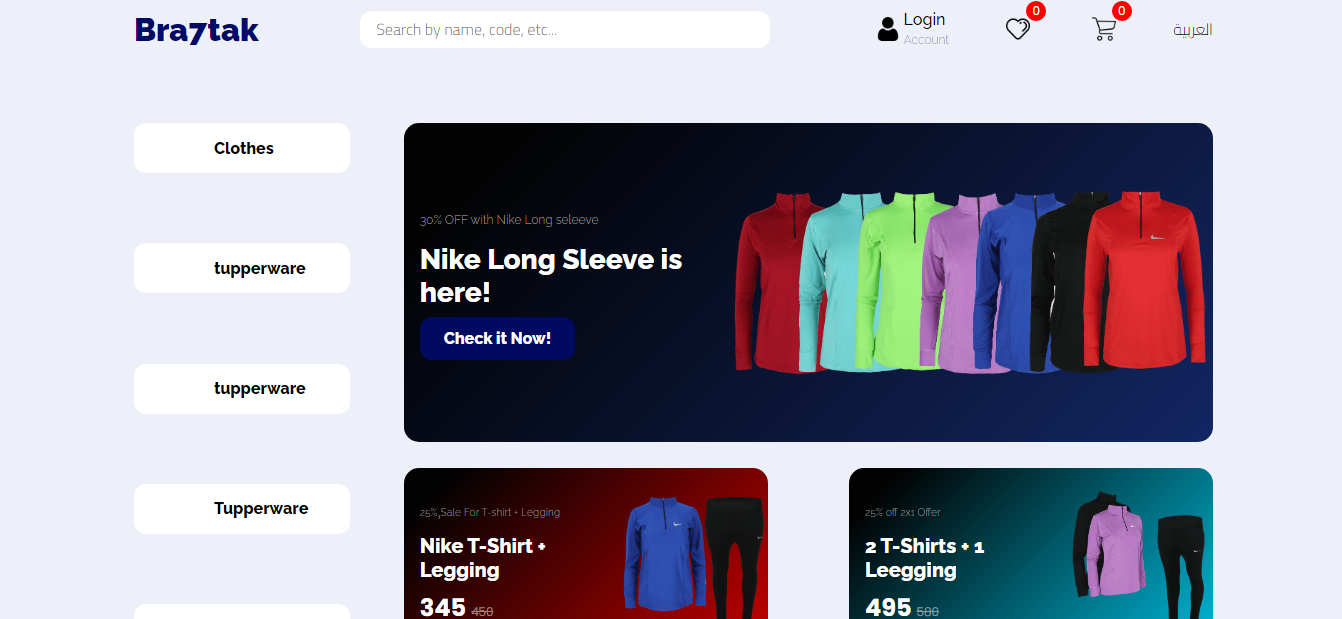 Bra7tak
Search by name, code, etc...
Login
Account
0
0
العربية
Clothes
tupperware
tupperware
Tupperware
30% OFF with Nike Long seleeve
Nike Long Sleeve is
here!
Check it Now!
25%,Sale For T-shirt + Legging
Nike T-Shirt +
Legging
345 450
25% off 2x1 Offer
2 T-Shirts + 1
Leegging
495 580